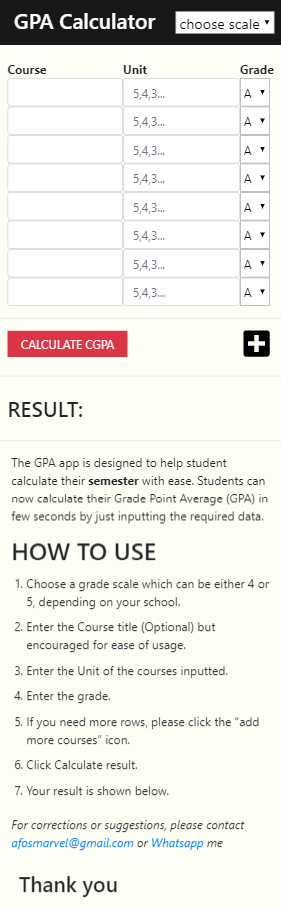 GPA Calculator choose scale
Course Unit Grade
5,4,3... A
5,4,3... A
5,4,3... A
5,4,3... A
5,4,3... A
5,4,3... A
5,4,3... A
5,4,3... A
CALCULATE CGPA
RESULT:
The GPA app is designed to help student
calculate their semester with ease. Students can
now calculate their Grade Point Average (GPA) in
few seconds by just inputting the required data.
HOW TO USE
1. Choose a grade scale which can be either 4 or
5, depending on your school.
2. Enter the Course title (Optional) but
encouraged for ease of usage.
3. Enter the Unit of the courses inputted.
4. Enter the grade.
5. If you need more rows, please click the “add
more courses” icon.
6. Click Calculate result.
7. Your result is shown below.
For corrections or suggestions, please contact
afosmarvel@gmail.com or Whatsapp me
Thank you